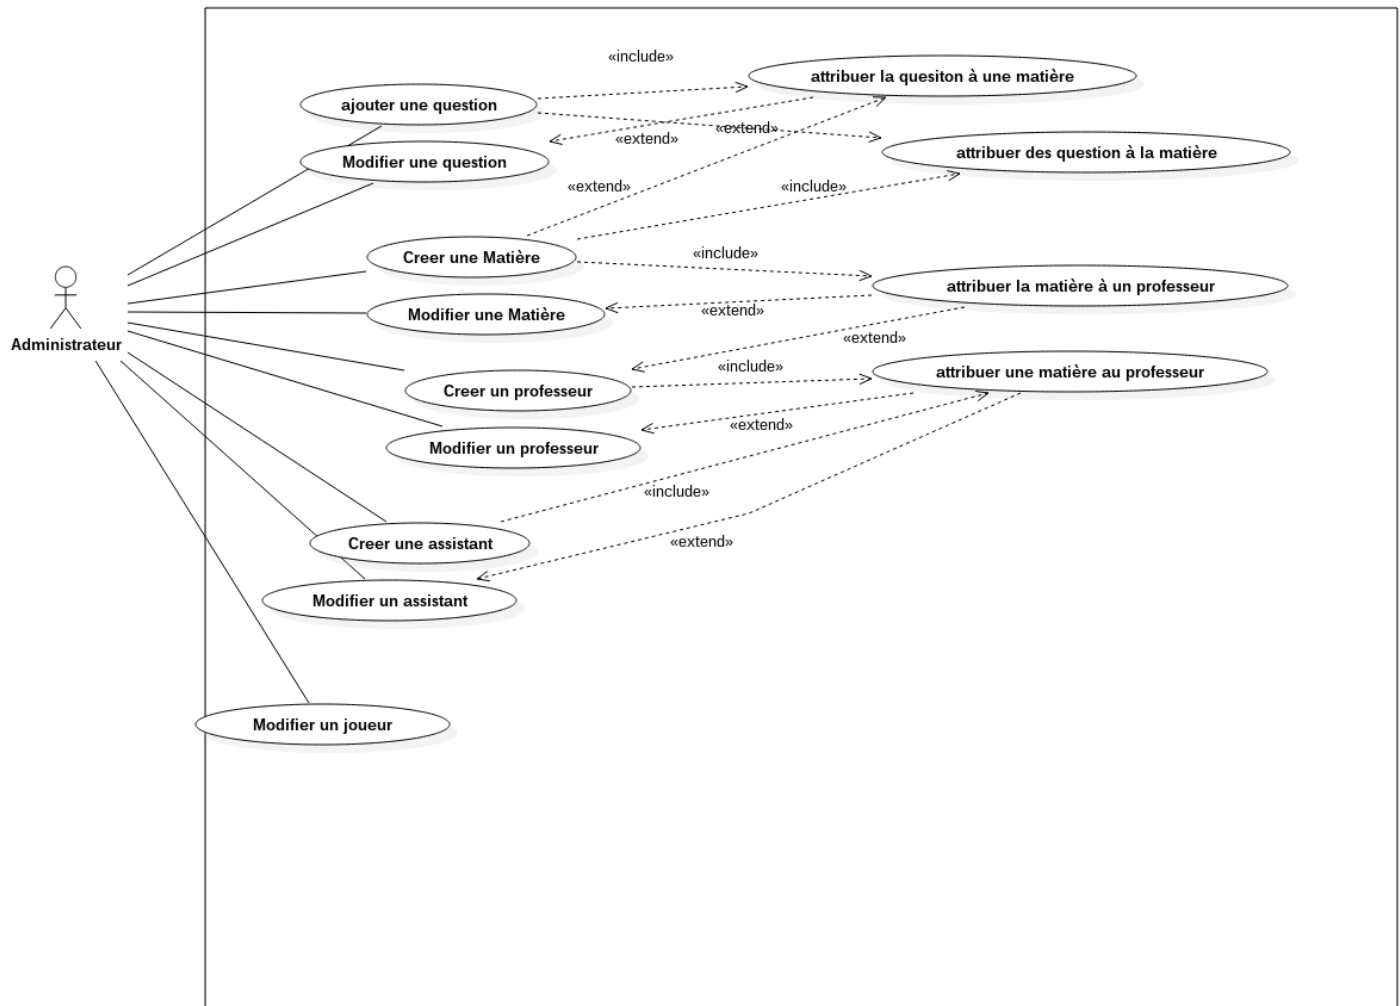 «include»
attribuer la quesiton à une matière
ajouter une question
«extend»
«extend»
attribuer des question à la matière
Modifier une question
«extend»
«include»
Creer une Matière
«include»
attribuer la matière à un professeur
Modifier une Matière
«extend»
«extend»
Administrateur
«include»
attribuer une matière au professeur
Creer un professeur
«extend»
Modifier un professeur
«include»
Creer une assistant
«extend»
Modifier un assistant
Modifier un joueur